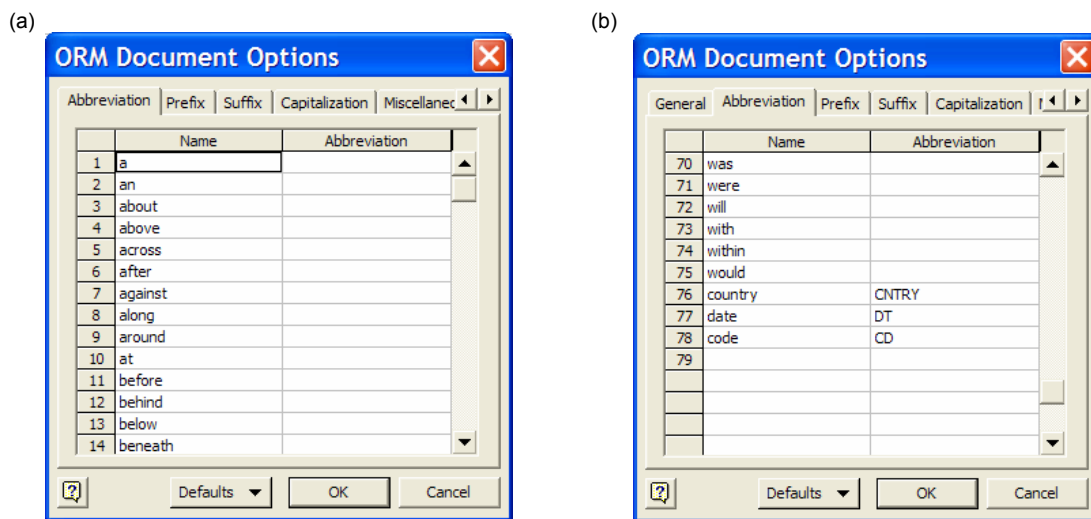 (a)
ORM Document Options
Abbreviation Prefix Suffix Capitalization Miscellanec
Name Abbreviation
1 a
2 an
3 about
4 above
5 across
6 after
7 against
8 along
9 around
10 at
11 before
12 behind
13 below
14 beneath
? Defaults OK Cancel
(b)
ORM Document Options
General Abbreviation Prefix Suffix Capitalization
Name Abbreviation
70 was
71 were
72 will
73 with
74 within
75 would
76 country CNTRY
77 date DT
78 code CD
79
? Defaults OK Cancel